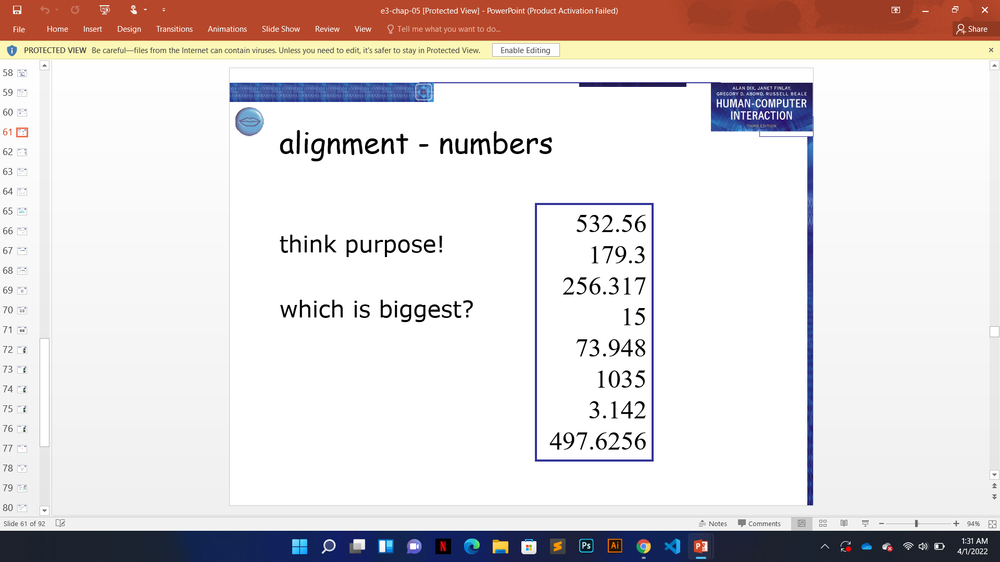 e3-chap-05 [Protected View] - PowerPoint (Product Activation Failed)
File Home Insert Design Transitions Animations Slide Show Review View Tell me what you want to do... Share
PROTECTED VIEW Be careful—files from the Internet can contain viruses. Unless you need to edit, it's safer to stay in Protected View. Enable Editing
58
59
60
61
62
63
64
65
66
67
68
69
70
71
72
73
74
75
76
77
78
79
80
ALAN DIX, JANET FINLAY,
GREGORY D. ABOWD, RUSSELL BEALE
HUMAN-COMPUTER
INTERACTION
THIRD EDITION
alignment - numbers
think purpose!
which is biggest?
532.56
179.3
256.317
15
73.948
1035
3.142
497.6256
Slide 61 of 92 Notes Comments 94%
N Ps Ai P
1:31 AM
4/1/2022